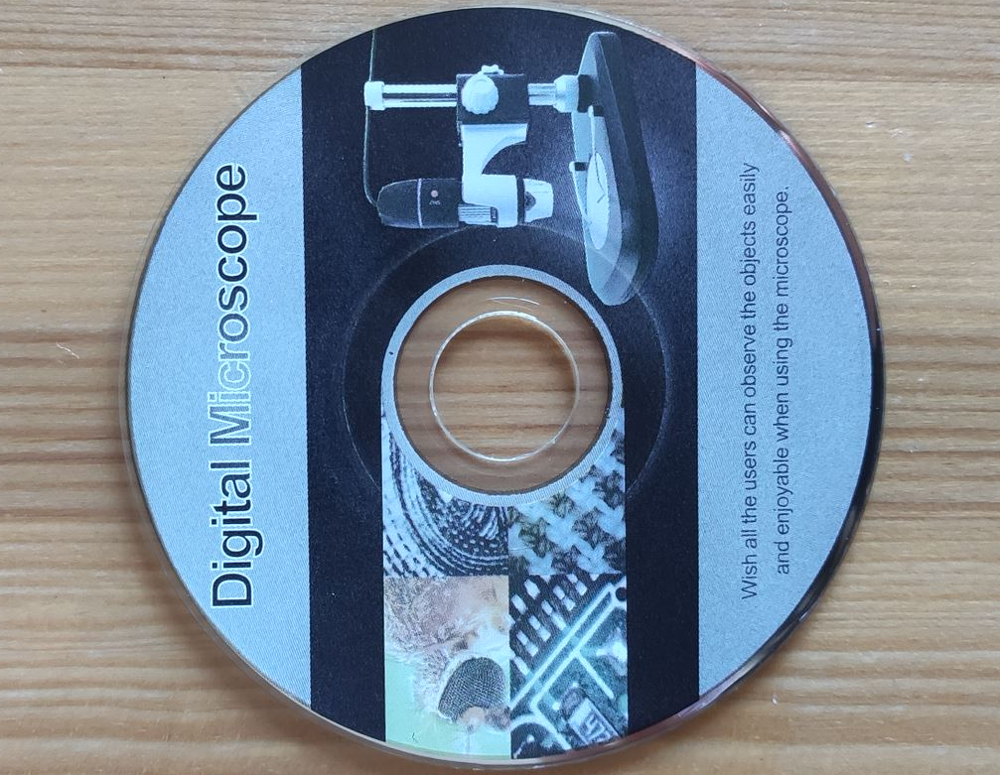 Digital Microscope
Wish all the users can observe the objects easily
and enjoyable when using the microscope.